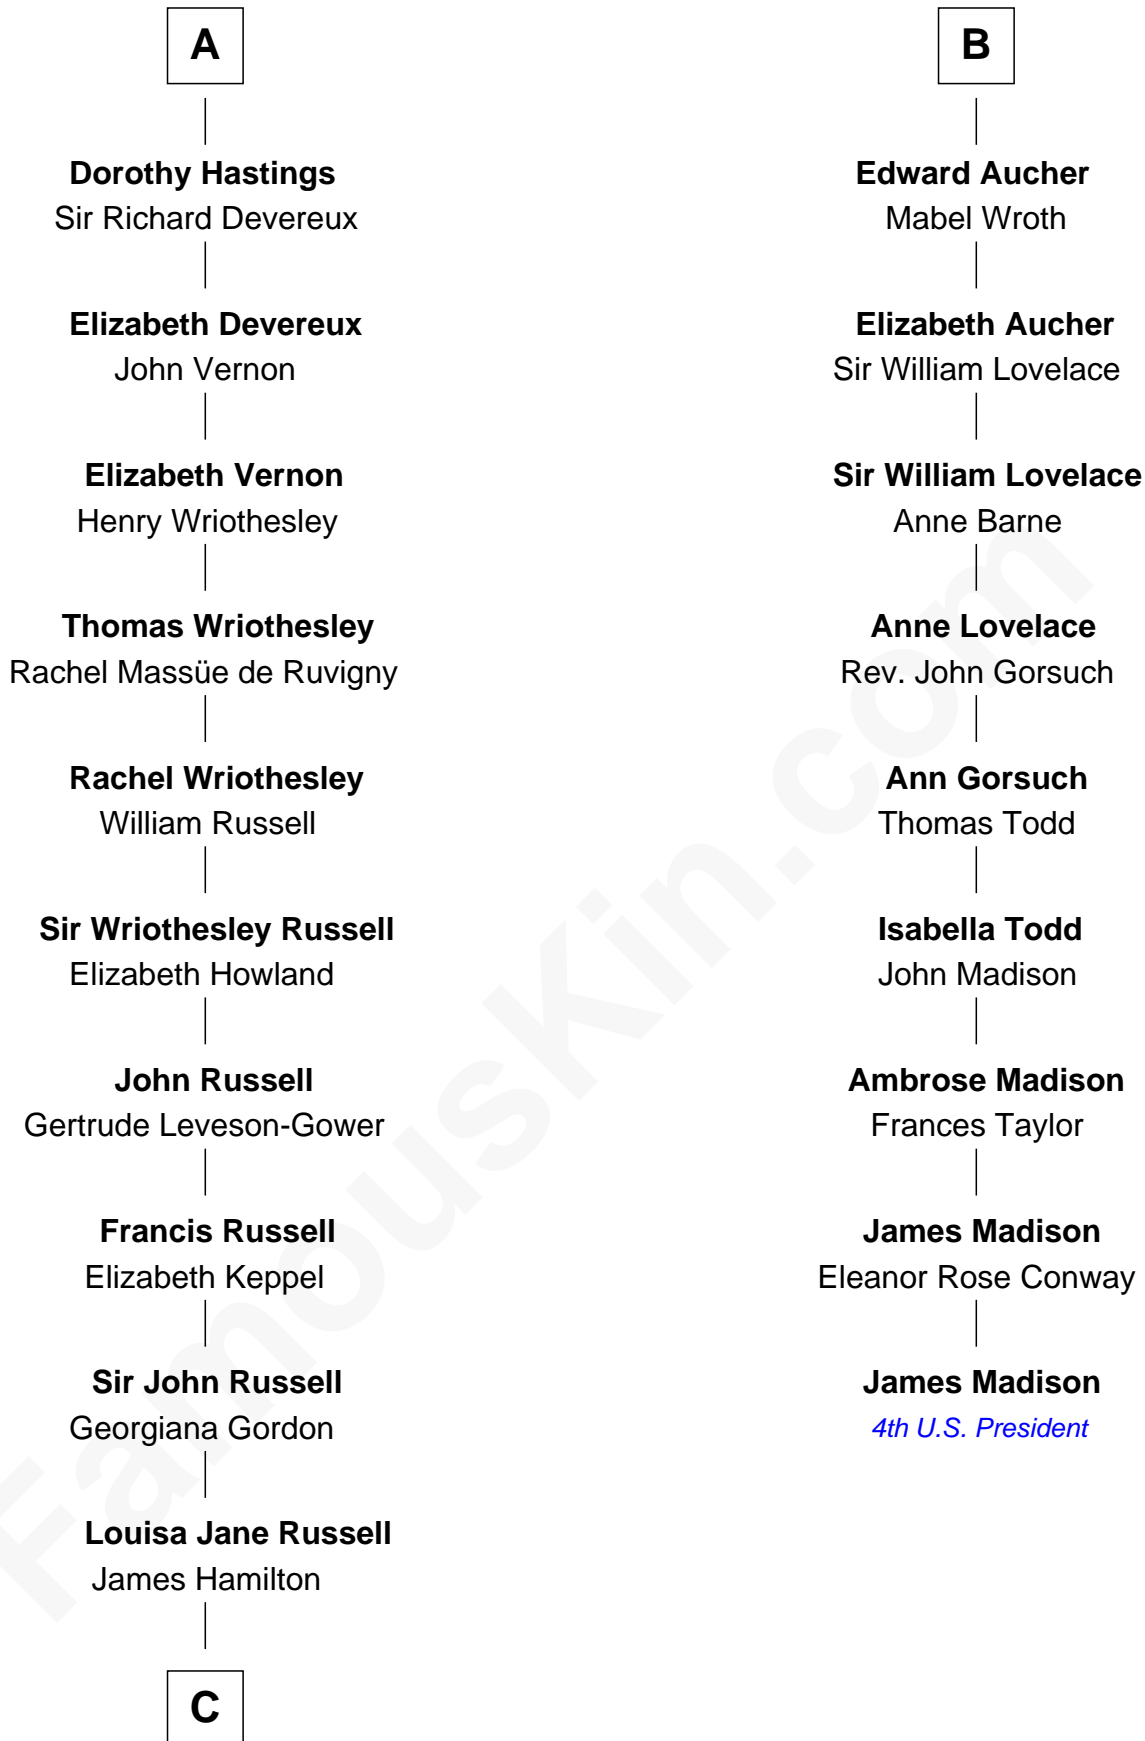 A
Dorothy Hastings
Sir Richard Devereux
Elizabeth Devereux
John Vernon
Elizabeth Vernon
Henry Wriothesley
Thomas Wriothesley
Rachel Massüe de Ruvigny
Rachel Wriothesley
William Russell
Sir Wriothesley Russell
Elizabeth Howland
John Russell
Gertrude Leveson-Gower
Francis Russell
Elizabeth Keppel
Sir John Russell
Georgiana Gordon
Louisa Jane Russell
James Hamilton
C
B
Edward Aucher
Mabel Wroth
Elizabeth Aucher
Sir William Lovelace
Sir William Lovelace
Anne Barne
Anne Lovelace
Rev. John Gorsuch
Ann Gorsuch
Thomas Todd
Isabella Todd
John Madison
Ambrose Madison
Frances Taylor
James Madison
Eleanor Rose Conway
James Madison
4th U.S. President
FamousKin.com